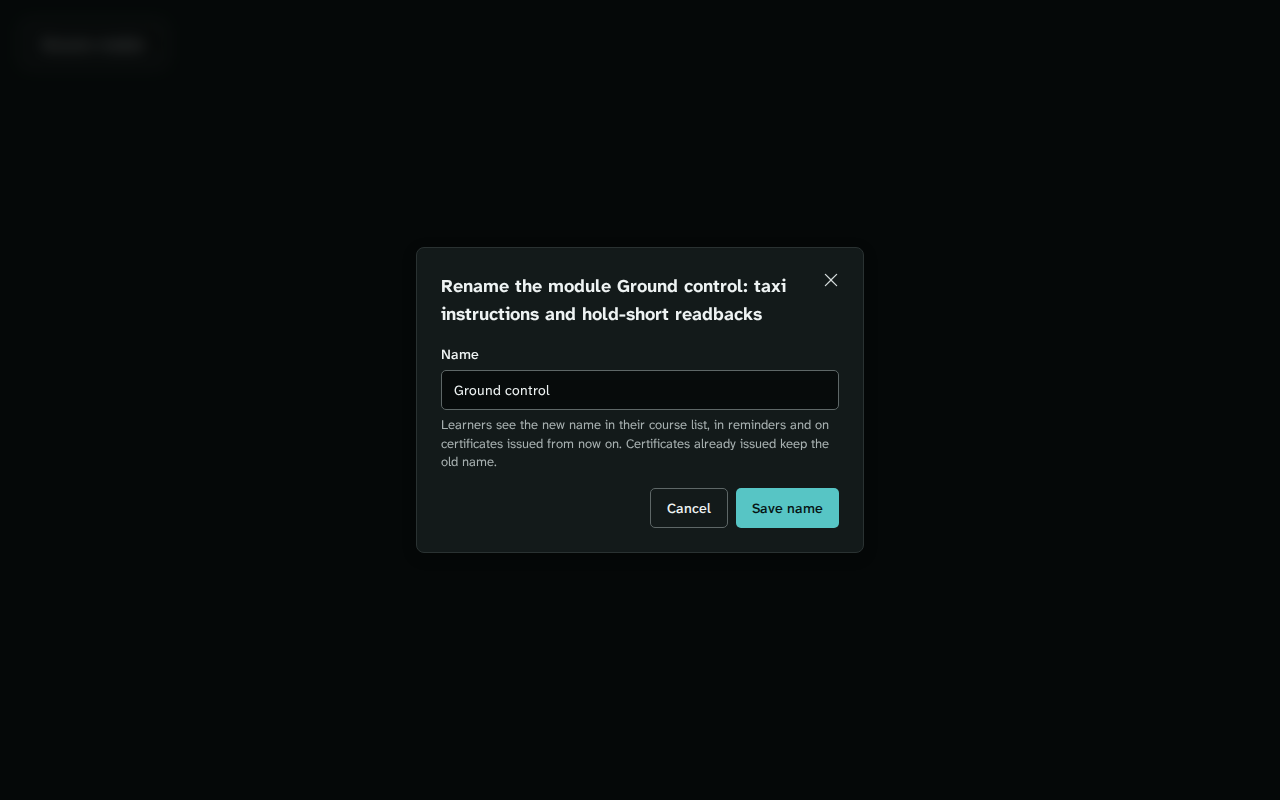 Rename the module Ground control: taxi
instructions and hold-short readbacks
Name
Ground control
Learners see the new name in their course list, in reminders and on
certificates issued from now on. Certificates already issued keep the
old name.
Cancel
Save name